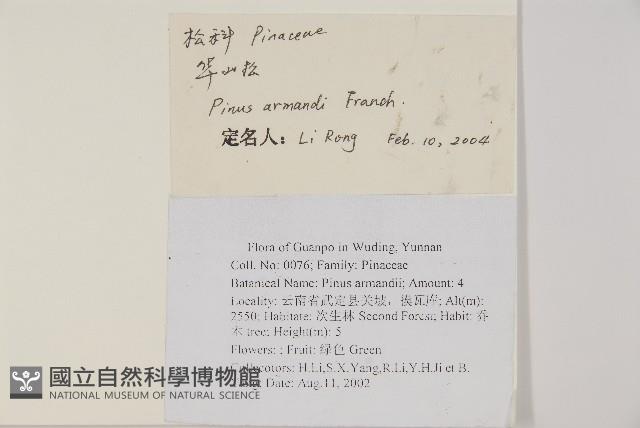 松科 Pinaceae
华山松
Pinus armandi Franch.
定名人: Li Rong Feb. 10, 2004
Flora of Guanpo in Wuding, Yunnan
Coll. No: 0076; Family: Pinaceae
Batanical Name: Pinus armandii; Amount: 4
Locality: 云南省武定县关坡, 瓦库; Alt(m):
2550; Habitate: 次生林 Second Forest; Habit: 乔
木 tree; Height(m): 5
Flowers: ; Fruit: 绿色 Green
H.Li,S.X.Yang,R.Li,Y.H.Ji et B.
Date: Aug.11, 2002
國立自然科學博物館
NATIONAL MUSEUM OF NATURAL SCIENCE